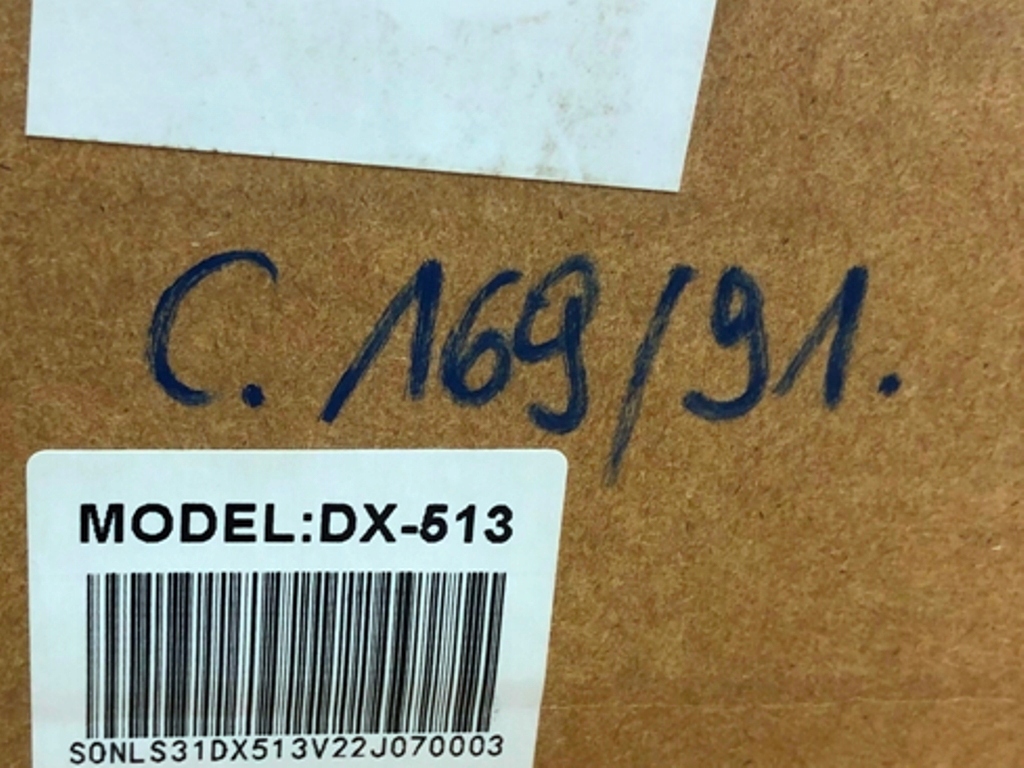 C. 169/91.
MODEL:DX-513
S0NLS31DX513V22J070003